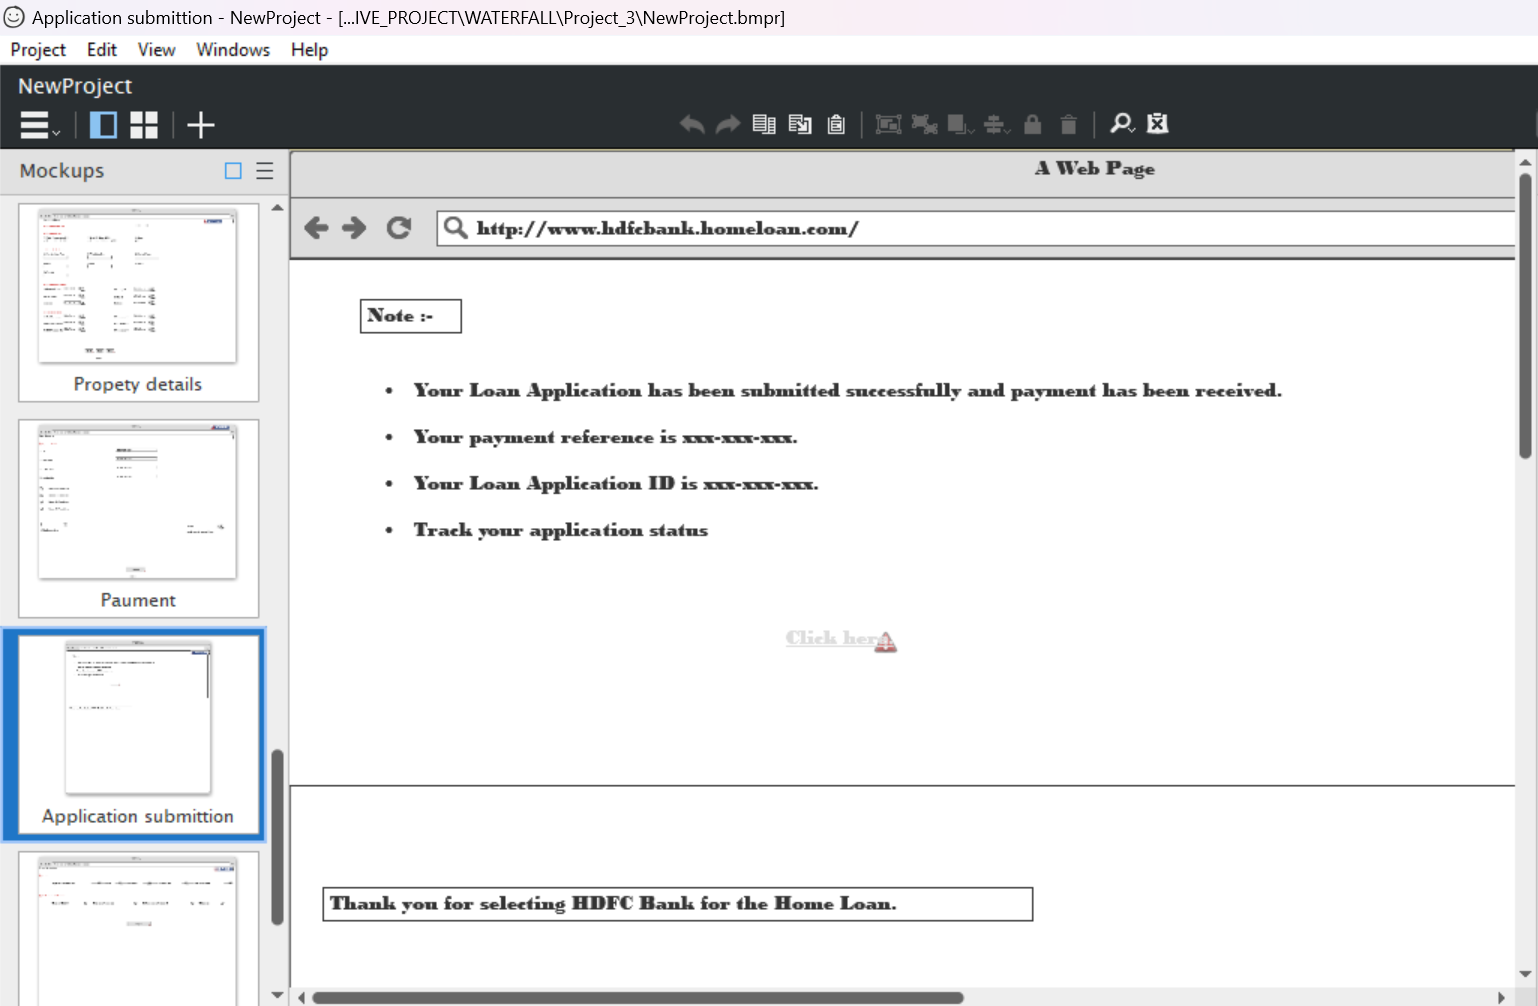 Application submittion - NewProject - [...IVE_PROJECT\WATERFALL\Project_3\NewProject.bmpr]
Project Edit View Windows Help
NewProject
Mockups
A Web Page
http://www.hdfcbank.homeloan.com/
Note :-
• Your Loan Application has been submitted successfully and payment has been received.
• Your payment reference is xxx-xxx-xxx.
• Your Loan Application ID is xxx-xxx-xxx.
• Track your application status
Click here
Thank you for selecting HDFC Bank for the Home Loan.
Propety details
Paument
Application submittion